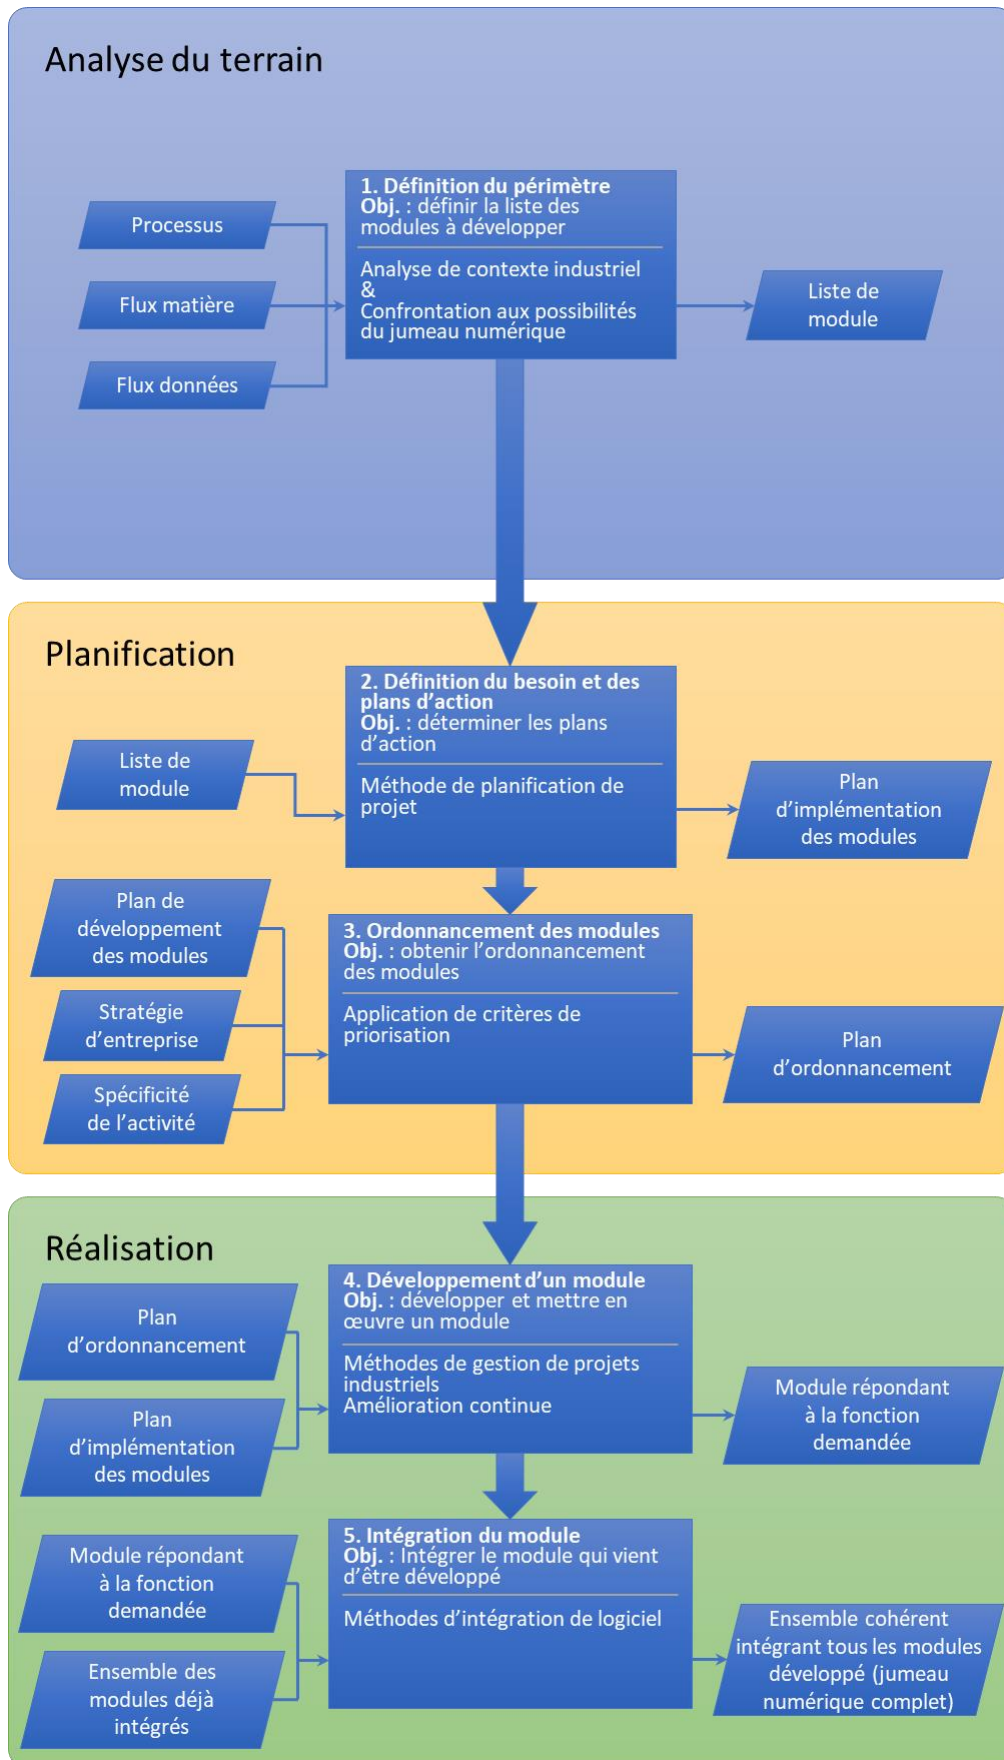 Analyse du terrain
Processus
Flux matière
Flux données
1. Définition du périmètre
Obj. : définir la liste des
modules à développer
Analyse de contexte industriel
&
Confrontation aux possibilités
du jumeau numérique
Liste de
module
Planification
Liste de
module
2. Définition du besoin et des
plans d'action
Obj. : déterminer les plans
d'action
Méthode de planification de
projet
Plan
d'implémentation
des modules
Plan de
développement
des modules
Stratégie
d'entreprise
Spécificité
de l'activité
3. Ordonnancement des modules
Obj. : obtenir l'ordonnancement
des modules
Application de critères de
priorisation
Plan
d'ordonnancement
Réalisation
Plan
d'ordonnancement
Plan
d'implémentation
des modules
4. Développement d'un module
Obj. : développer et mettre en
œuvre un module
Méthodes de gestion de projets
industriels
Amélioration continue
Module répondant
à la fonction
demandée
Module répondant
à la fonction
demandée
Ensemble des
modules déjà
intégrés
5. Intégration du module
Obj. : Intégrer le module qui vient
d'être développé
Méthodes d'intégration de logiciel
Ensemble cohérent
intégrant tous les modules
développé (jumeau
numérique complet)